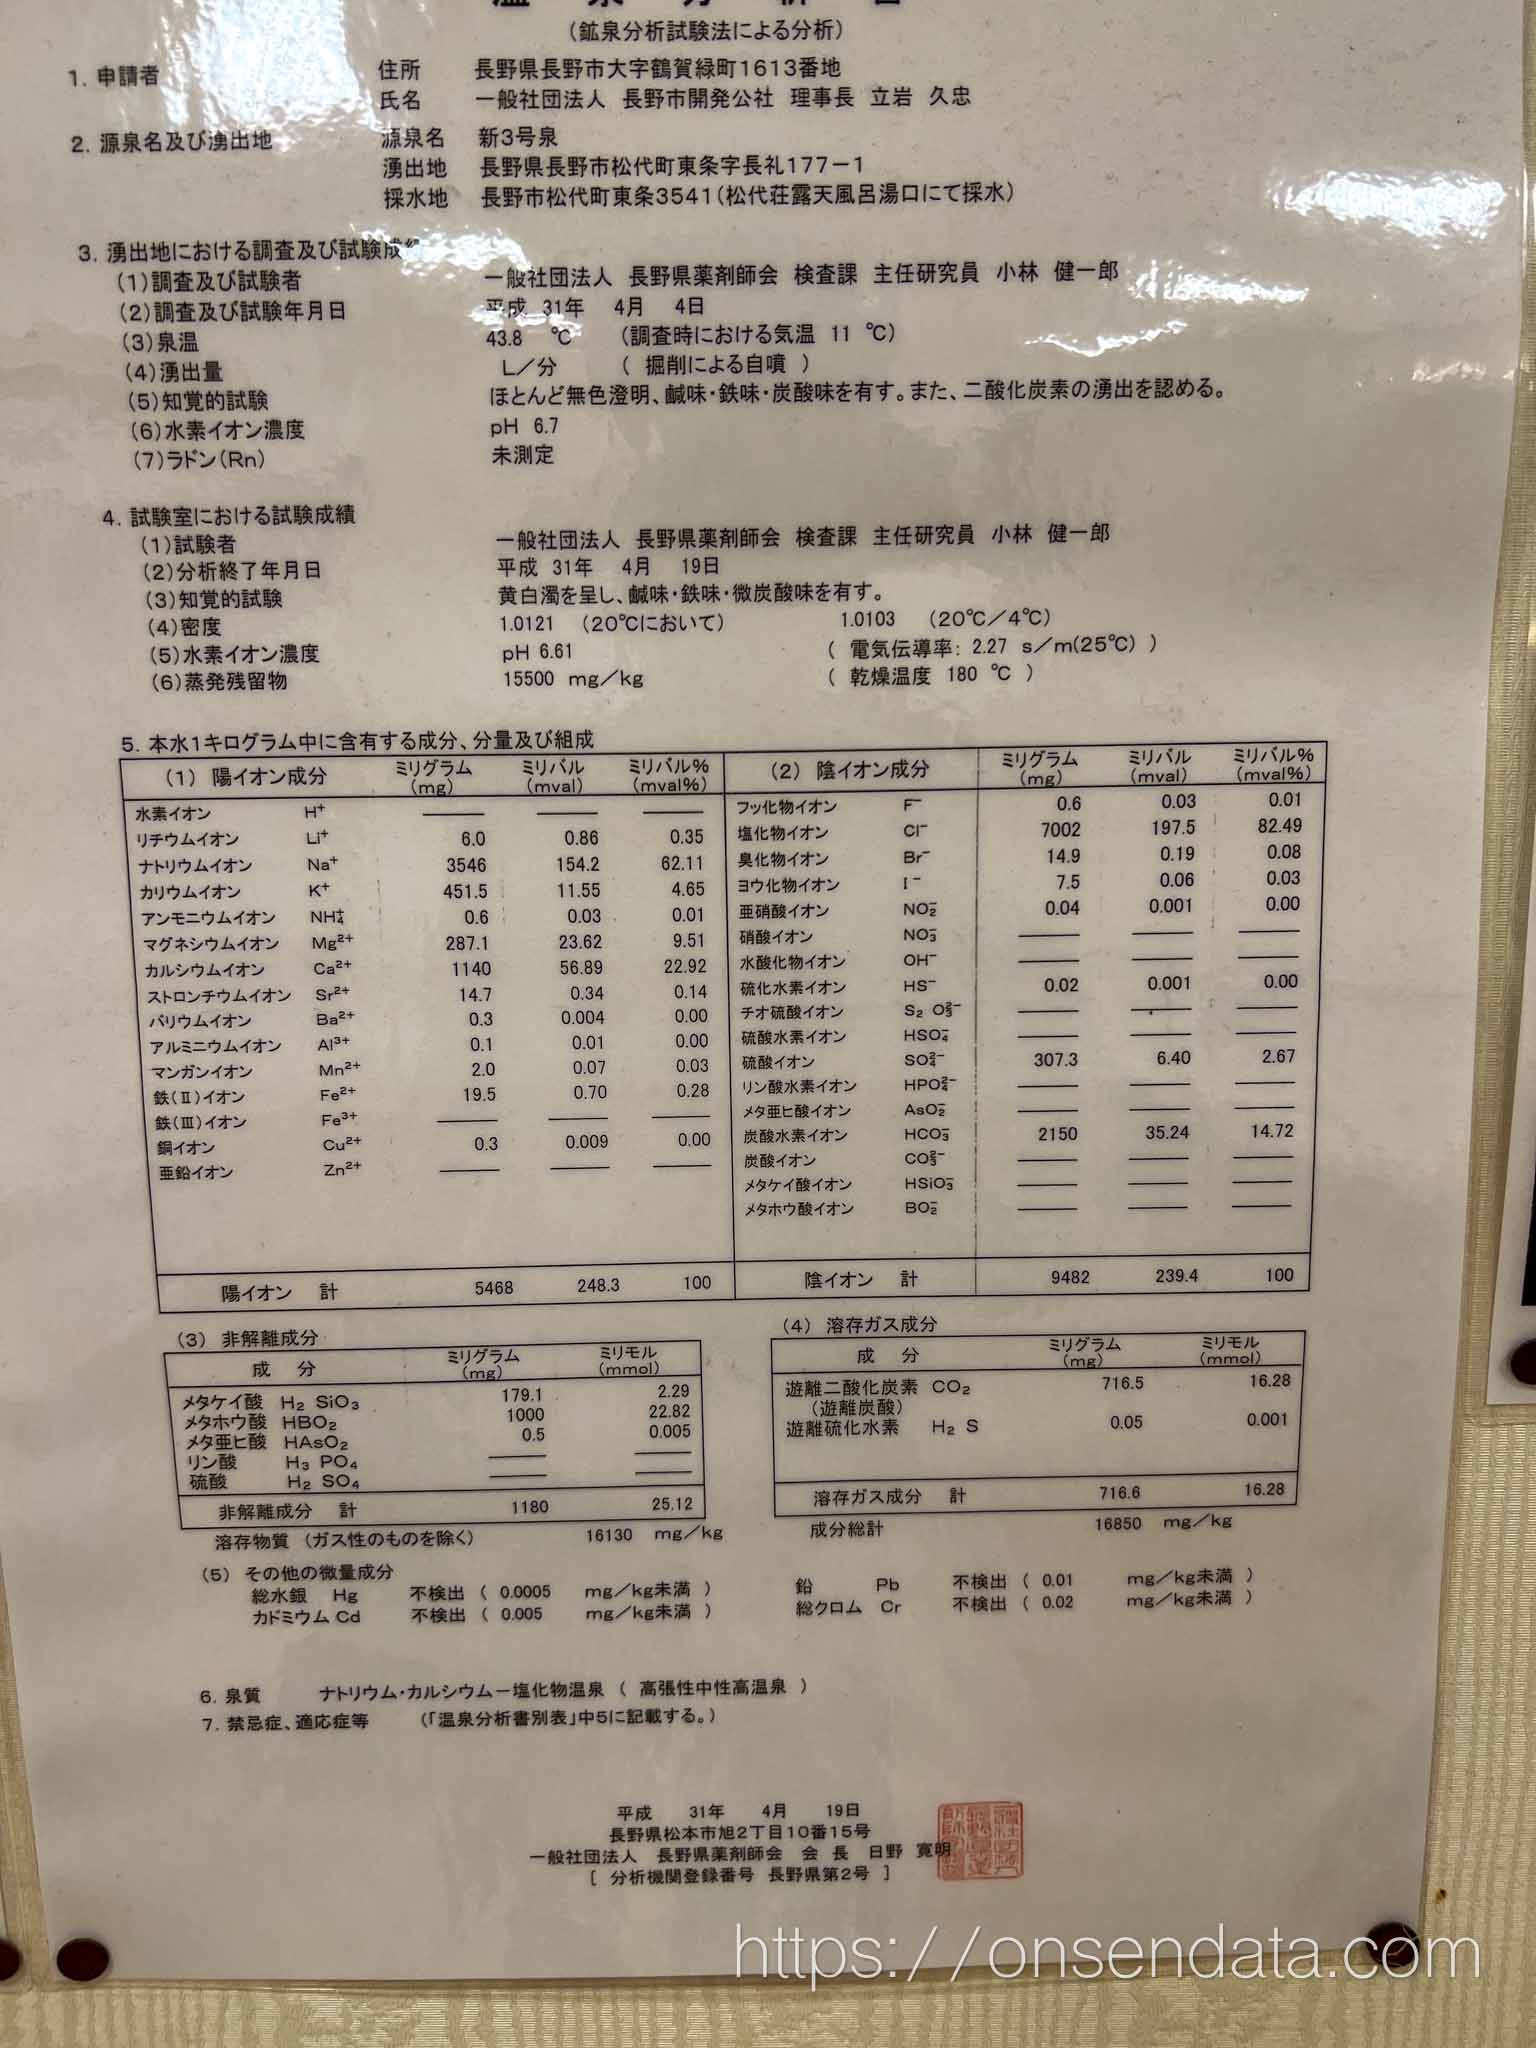 温泉分析書
(鉱泉分析試験法による分析)
1. 申請者 住所 長野県長野市大字鶴賀緑町1613番地
氏名 一般社団法人 長野市開発公社 理事長 立岩 久忠
2. 源泉名及び湧出地 源泉名 新3号泉
湧出地 長野県長野市松代町東条字長礼177-1
採水地 長野市松代町東条3541(松代荘露天風呂湯口にて採水)
3. 湧出地における調査及び試験成績
(1)調査及び試験者 一般社団法人 長野県薬剤師会 検査課 主任研究員 小林 健一郎
(2)調査及び試験年月日 平成 31年 4月 4日
(3)泉温 43.8 ℃ (調査時における気温 11 ℃)
(4)湧出量 L/分 ( 掘削による自噴 )
(5)知覚的試験 ほとんど無色澄明、鹹味・鉄味・炭酸味を有す。また、二酸化炭素の湧出を認める。
(6)水素イオン濃度 pH 6.7
(7)ラドン(Rn) 未測定
4. 試験室における試験成績
(1)試験者 一般社団法人 長野県薬剤師会 検査課 主任研究員 小林 健一郎
(2)分析終了年月日 平成 31年 4月 19日
(3)知覚的試験 黄白濁を呈し、鹹味・鉄味・微炭酸味を有す。
(4)密度 1.0121 (20℃において) 1.0103 (20℃/4℃)
(5)水素イオン濃度 pH 6.61 ( 電気伝導率: 2.27 s/m(25℃) )
(6)蒸発残留物 15500 mg/kg ( 乾燥温度 180 ℃ )
5. 本水1キログラム中に含有する成分、分量及び組成
(1) 陽イオン成分 ミリグラム(mg) ミリバル(mval) ミリバル%(mval%)
水素イオン H⁺ ―― ―― ――
リチウムイオン Li⁺ 6.0 0.86 0.35
ナトリウムイオン Na⁺ 3546 154.2 62.11
カリウムイオン K⁺ 451.5 11.55 4.65
アンモニウムイオン NH₄⁺ 0.6 0.03 0.01
マグネシウムイオン Mg²⁺ 287.1 23.62 9.51
カルシウムイオン Ca²⁺ 1140 56.89 22.92
ストロンチウムイオン Sr²⁺ 14.7 0.34 0.14
バリウムイオン Ba²⁺ 0.3 0.004 0.00
アルミニウムイオン Al³⁺ 0.1 0.01 0.00
マンガンイオン Mn²⁺ 2.0 0.07 0.03
鉄(Ⅱ)イオン Fe²⁺ 19.5 0.70 0.28
鉄(Ⅲ)イオン Fe³⁺ ―― ―― ――
銅イオン Cu²⁺ 0.3 0.009 0.00
亜鉛イオン Zn²⁺ ―― ―― ――
陽イオン 計 5468 248.3 100
(2) 陰イオン成分 ミリグラム(mg) ミリバル(mval) ミリバル%(mval%)
フッ化物イオン F⁻ 0.6 0.03 0.01
塩化物イオン Cl⁻ 7002 197.5 82.49
臭化物イオン Br⁻ 14.9 0.19 0.08
ヨウ化物イオン I⁻ 7.5 0.06 0.03
亜硝酸イオン NO₂⁻ 0.04 0.001 0.00
硝酸イオン NO₃⁻ ―― ―― ――
水酸化物イオン OH⁻ ―― ―― ――
硫化水素イオン HS⁻ 0.02 0.001 0.00
チオ硫酸イオン S₂O₃²⁻ ―― ―― ――
硫酸水素イオン HSO₄⁻ ―― ―― ――
硫酸イオン SO₄²⁻ 307.3 6.40 2.67
リン酸水素イオン HPO₄²⁻ ―― ―― ――
メタ亜ヒ酸イオン AsO₂⁻ ―― ―― ――
炭酸水素イオン HCO₃⁻ 2150 35.24 14.72
炭酸イオン CO₃²⁻ ―― ―― ――
メタケイ酸イオン HSiO₃⁻ ―― ―― ――
メタホウ酸イオン BO₂⁻ ―― ―― ――
陰イオン 計 9482 239.4 100
(3) 非解離成分
成 分 ミリグラム(mg) ミリモル(mmol)
メタケイ酸 H₂SiO₃ 179.1 2.29
メタホウ酸 HBO₂ 1000 22.82
メタ亜ヒ酸 HAsO₂ 0.5 0.005
リン酸 H₃PO₄ ―― ――
硫酸 H₂SO₄ ―― ――
非解離成分 計 1180 25.12
溶存物質 (ガス性のものを除く) 16130 mg/kg
(4) 溶存ガス成分
成 分 ミリグラム(mg) ミリモル(mmol)
遊離二酸化炭素 CO₂ 716.5 16.28
(遊離炭酸)
遊離硫化水素 H₂S 0.05 0.001
溶存ガス成分 計 716.6 16.28
成分総計 16850 mg/kg
(5) その他の微量成分
総水銀 Hg 不検出 ( 0.0005 mg/kg未満 ) 鉛 Pb 不検出 ( 0.01 mg/kg未満 )
カドミウム Cd 不検出 ( 0.005 mg/kg未満 ) 総クロム Cr 不検出 ( 0.02 mg/kg未満 )
6. 泉質 ナトリウム・カルシウム-塩化物温泉 ( 高張性中性高温泉 )
7. 禁忌症、適応症等 (「温泉分析書別表」中5に記載する。)
平成 31年 4月 19日
長野県松本市旭2丁目10番15号
一般社団法人 長野県薬剤師会 会 長 日野 寛明
[ 分析機関登録番号 長野県第2号 ]
https://onsendata.com